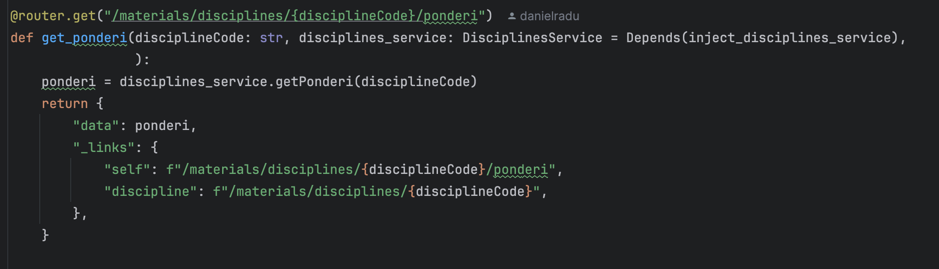 @router.get("/materials/disciplines/{disciplineCode}/ponderi") danielradu
def get_ponderi(disciplineCode: str, disciplines_service: DisciplinesService = Depends(inject_disciplines_service),
):
ponderi = disciplines_service.getPonderi(disciplineCode)
return {
"data": ponderi,
"_links": {
"self": f"/materials/disciplines/{disciplineCode}/ponderi",
"discipline": f"/materials/disciplines/{disciplineCode}",
},
}